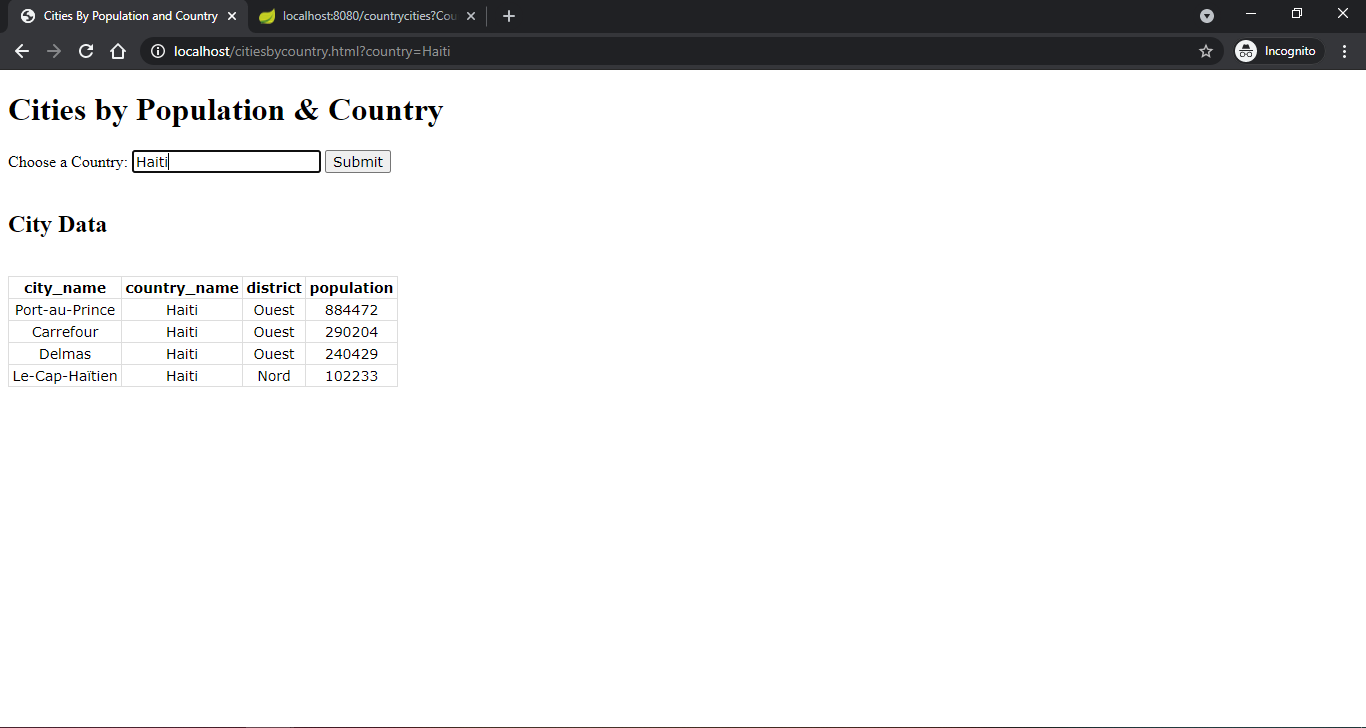 Cities By Population and Country
localhost:8080/countrycities?Cou
localhost/citiesbycountry.html?country=Haiti
Incognito
Cities by Population & Country
Choose a Country: Haiti Submit
City Data
city_name country_name district population
Port-au-Prince Haiti Ouest 884472
Carrefour Haiti Ouest 290204
Delmas Haiti Ouest 240429
Le-Cap-Haïtien Haiti Nord 102233